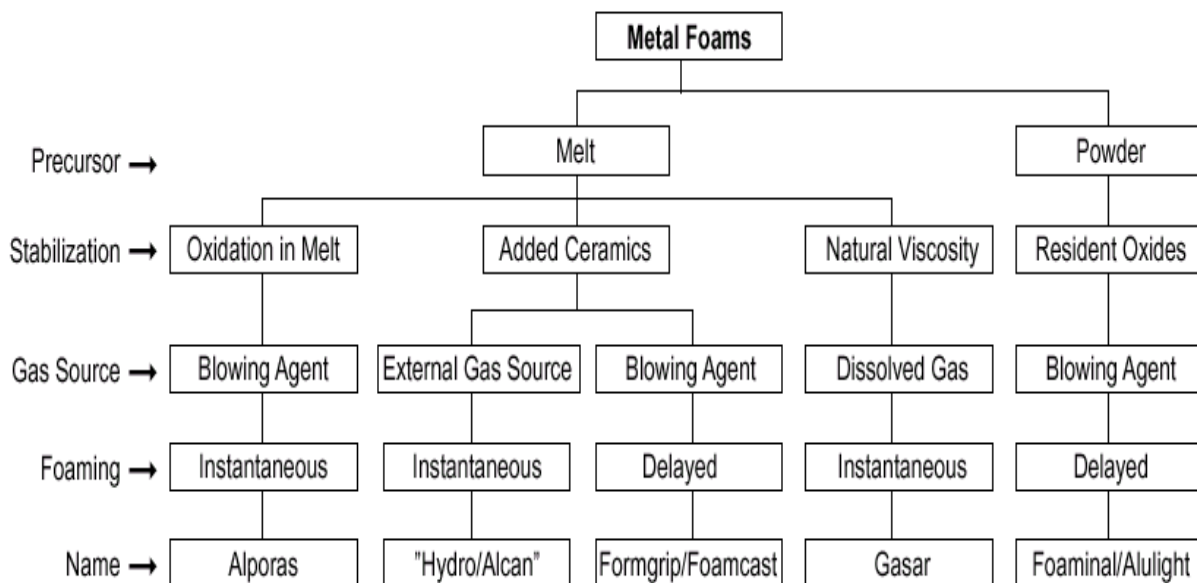 Metal Foams
Precursor → Melt Powder
Stabilization → Oxidation in Melt Added Ceramics Natural Viscosity Resident Oxides
Gas Source → Blowing Agent External Gas Source Blowing Agent Dissolved Gas Blowing Agent
Foaming → Instantaneous Instantaneous Delayed Instantaneous Delayed
Name → Alporas "Hydro/Alcan" Formgrip/Foamcast Gasar Foaminal/Alulight